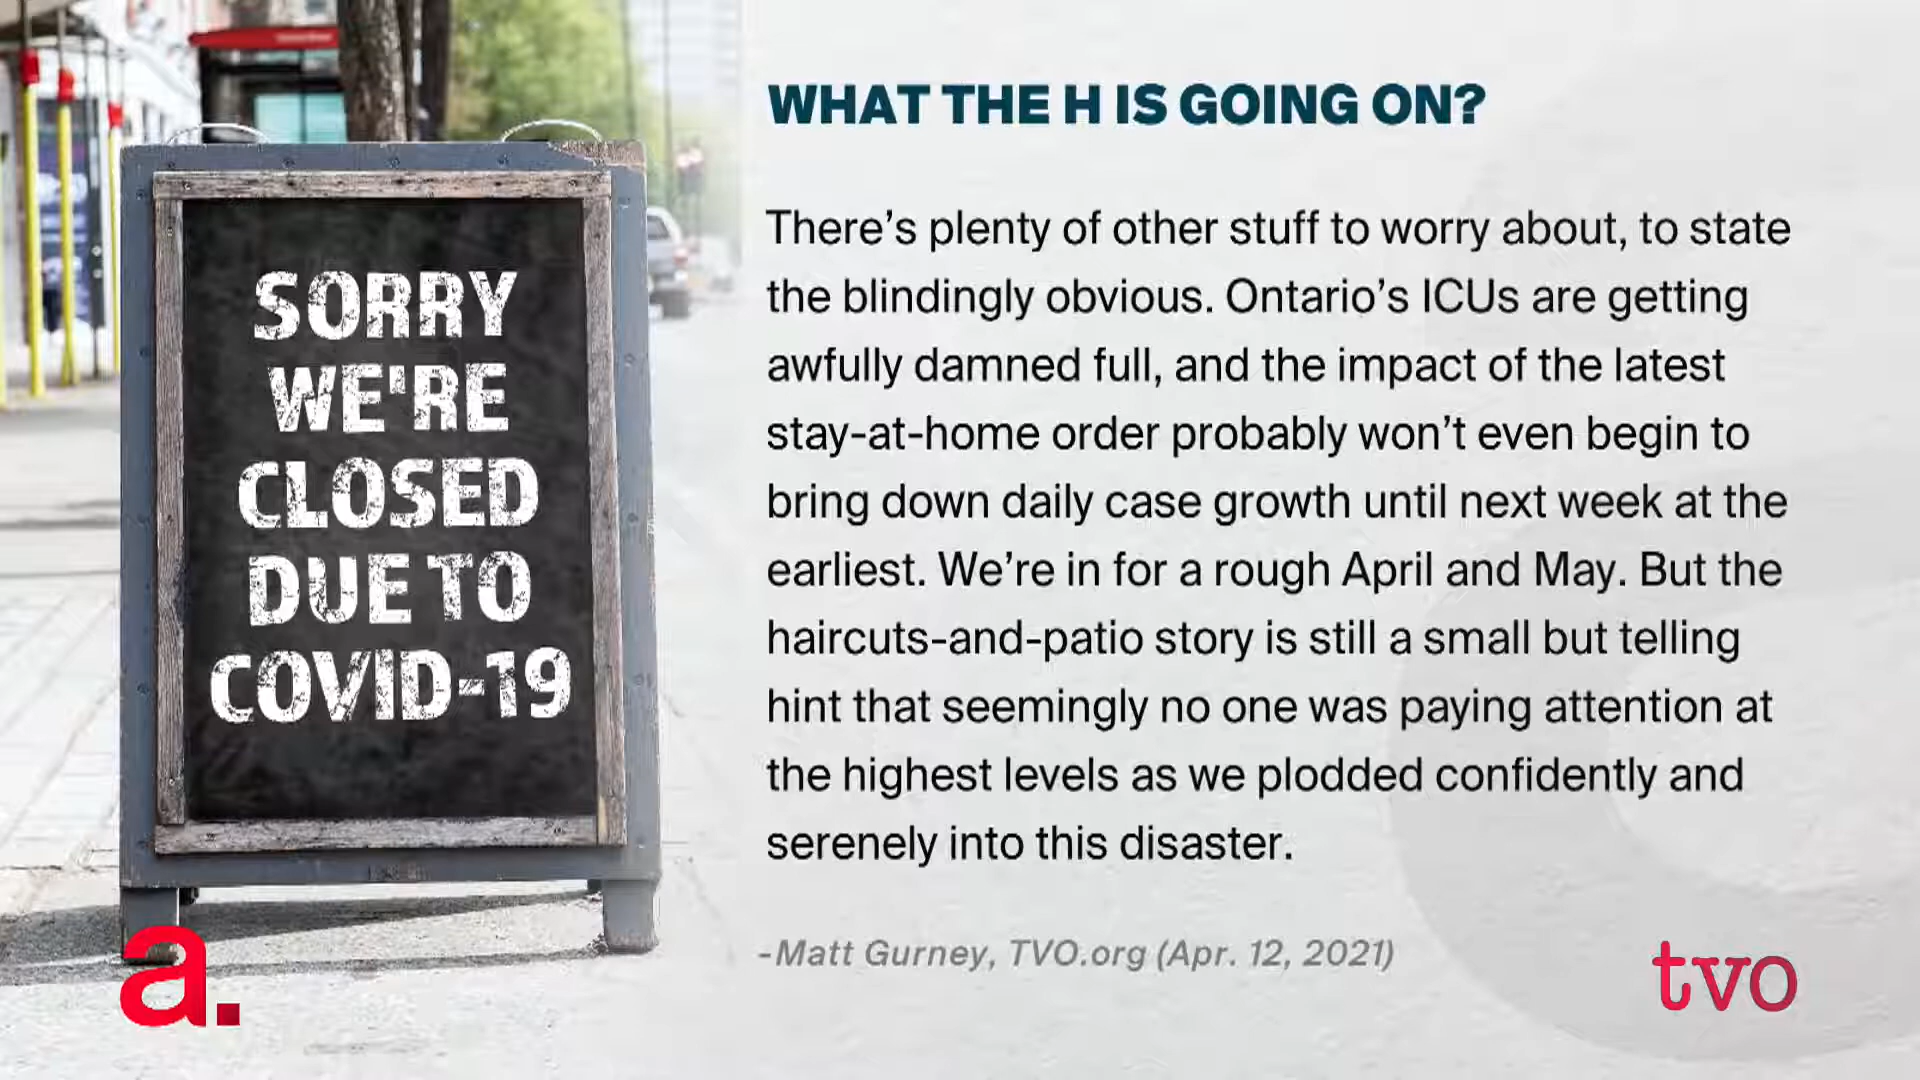 SORRY
WE'RE
CLOSED
DUE TO
COVID-19
WHAT THE H IS GOING ON?
There’s plenty of other stuff to worry about, to state
the blindingly obvious. Ontario’s ICUs are getting
awfully damned full, and the impact of the latest
stay-at-home order probably won’t even begin to
bring down daily case growth until next week at the
earliest. We’re in for a rough April and May. But the
haircuts-and-patio story is still a small but telling
hint that seemingly no one was paying attention at
the highest levels as we plodded confidently and
serenely into this disaster.
-Matt Gurney, TVO.org (Apr. 12, 2021)
a.
tvo